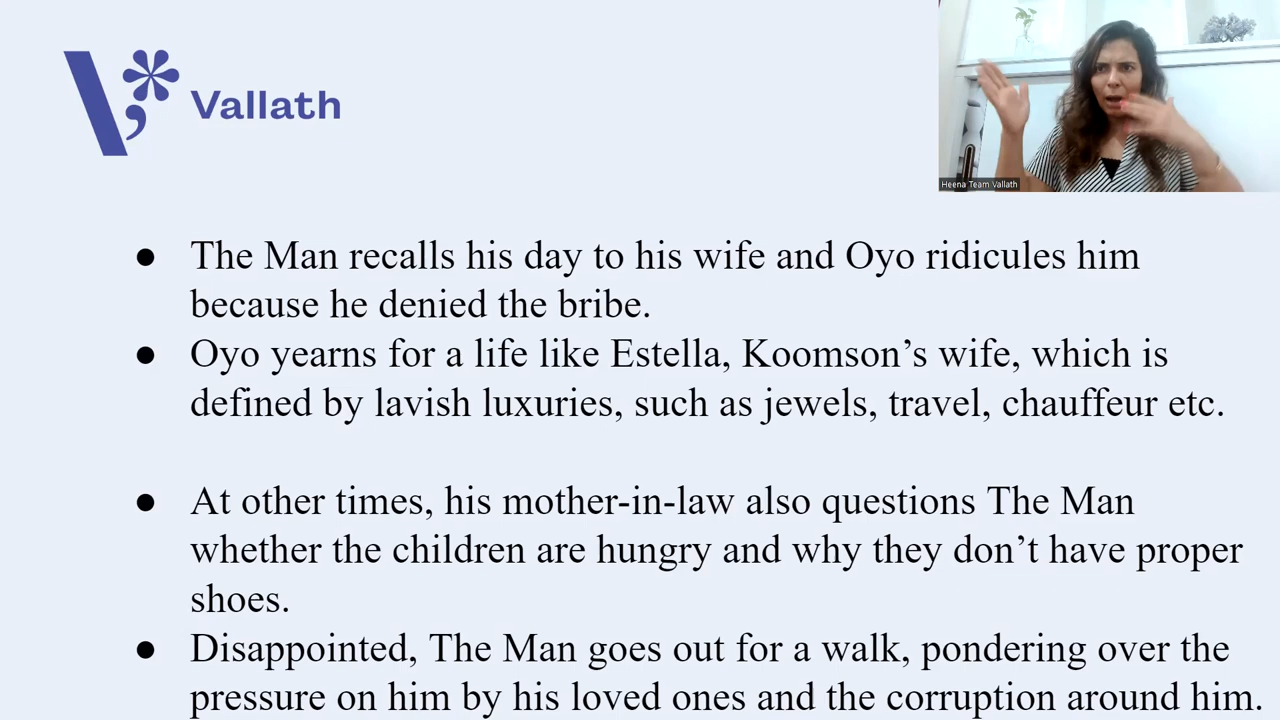 Vallath
Heena Team Vallath
● The Man recalls his day to his wife and Oyo ridicules him
because he denied the bribe.
● Oyo yearns for a life like Estella, Koomson’s wife, which is
defined by lavish luxuries, such as jewels, travel, chauffeur etc.
● At other times, his mother-in-law also questions The Man
whether the children are hungry and why they don’t have proper
shoes.
● Disappointed, The Man goes out for a walk, pondering over the
pressure on him by his loved ones and the corruption around him.